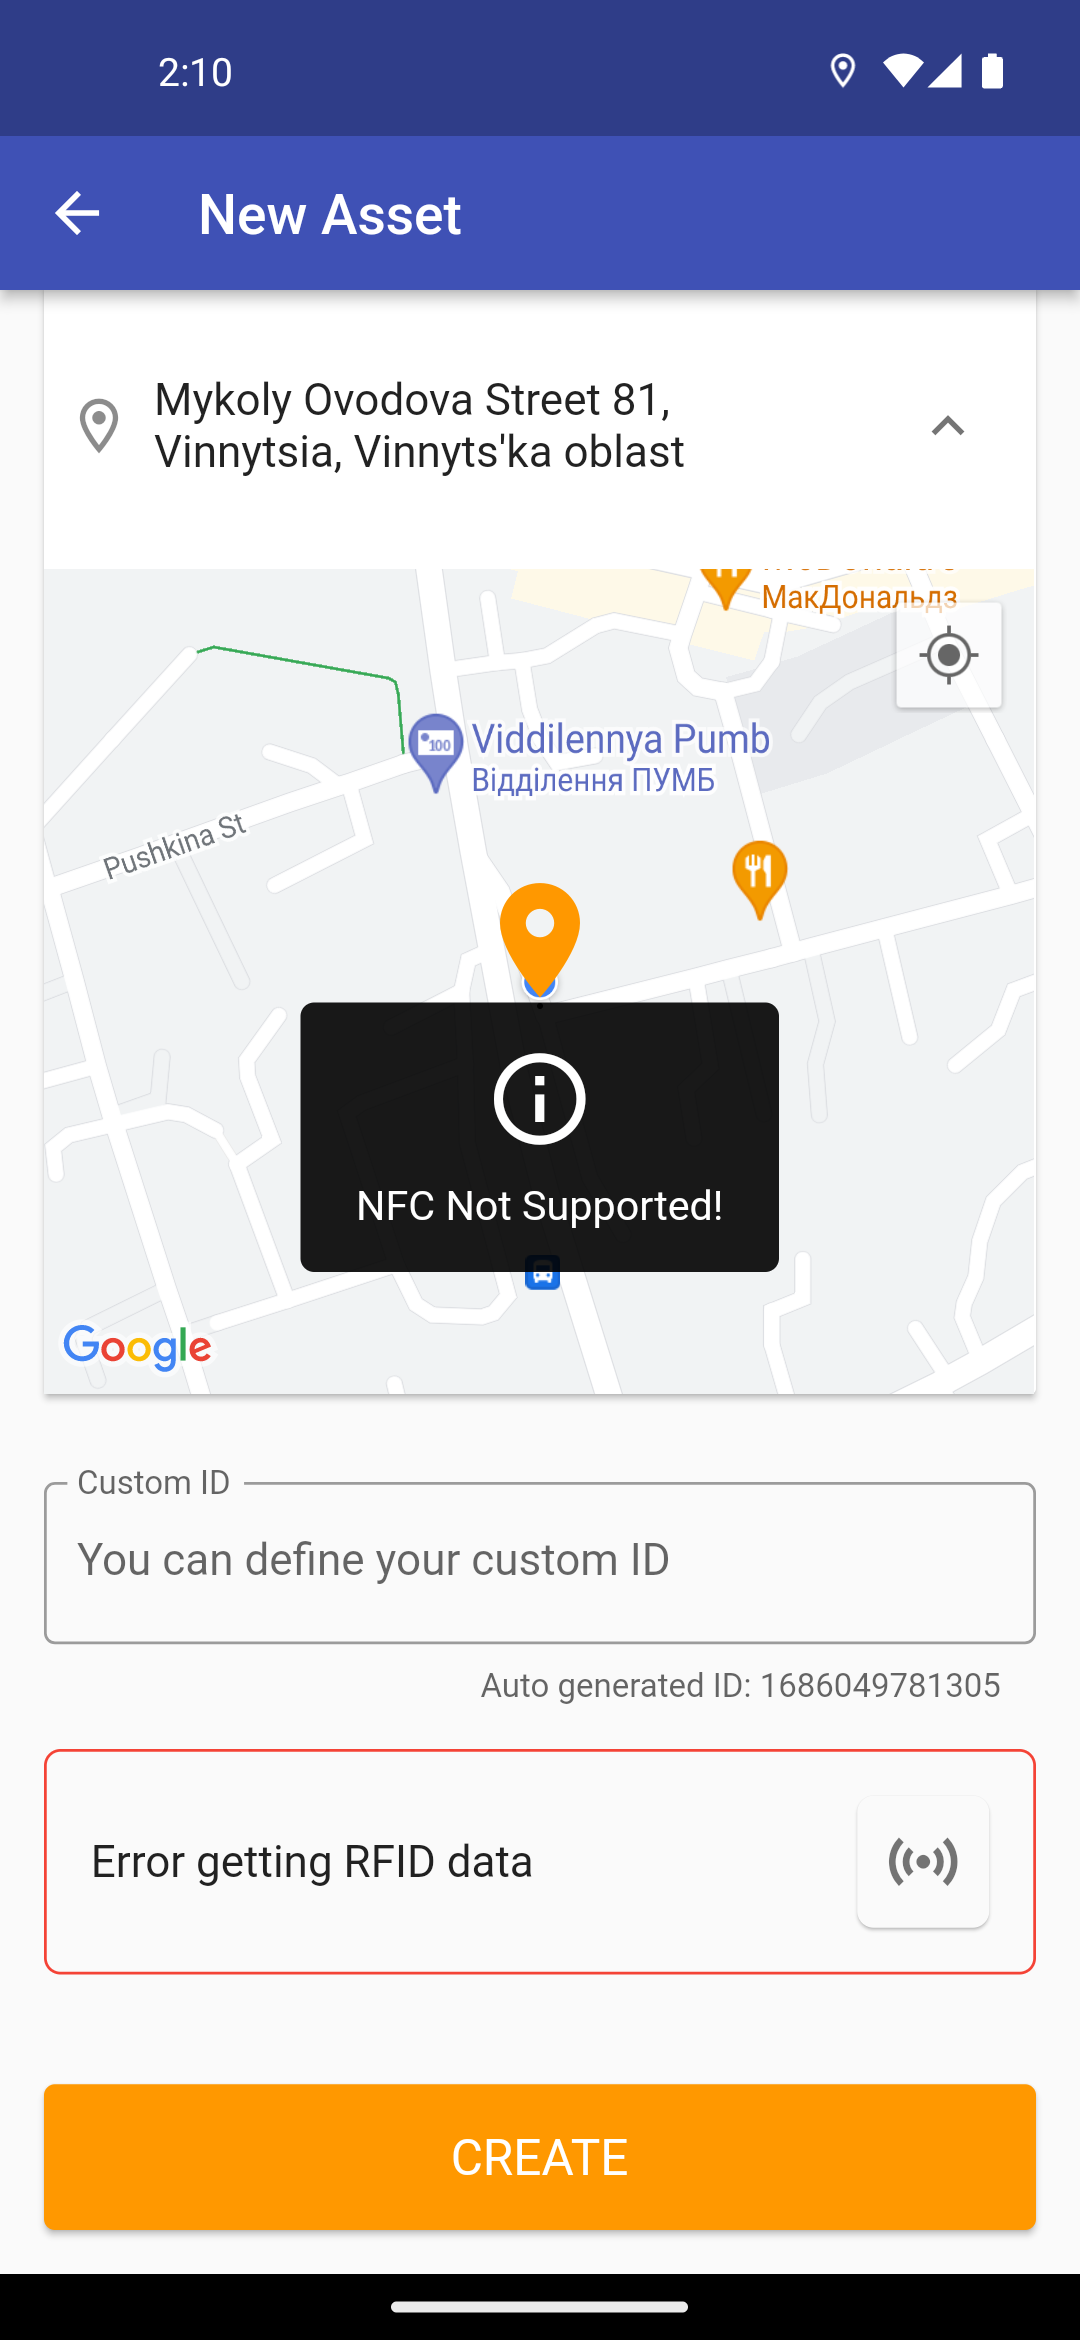 2:10
New Asset
Mykoly Ovodova Street 81,
Vinnytsia, Vinnyts'ka oblast
МакДональдз
100
Viddilennya Pumb
Відділення ПУМБ
Pushkina St
NFC Not Supported!
Google
Custom ID
You can define your custom ID
Auto generated ID: 1686049781305
Error getting RFID data
CREATE